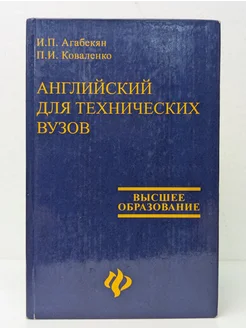 И.П. Агабекян
П.И. Коваленко
АНГЛИЙСКИЙ
ДЛЯ ТЕХНИЧЕСКИХ
ВУЗОВ
ВЫСШЕЕ
ОБРАЗОВАНИЕ